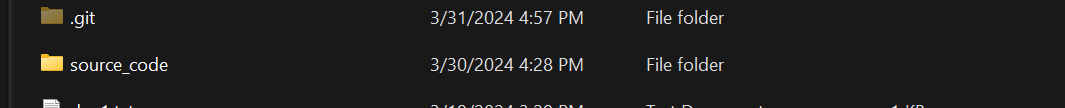 .git 3/31/2024 4:57 PM File folder
source_code 3/30/2024 4:28 PM File folder